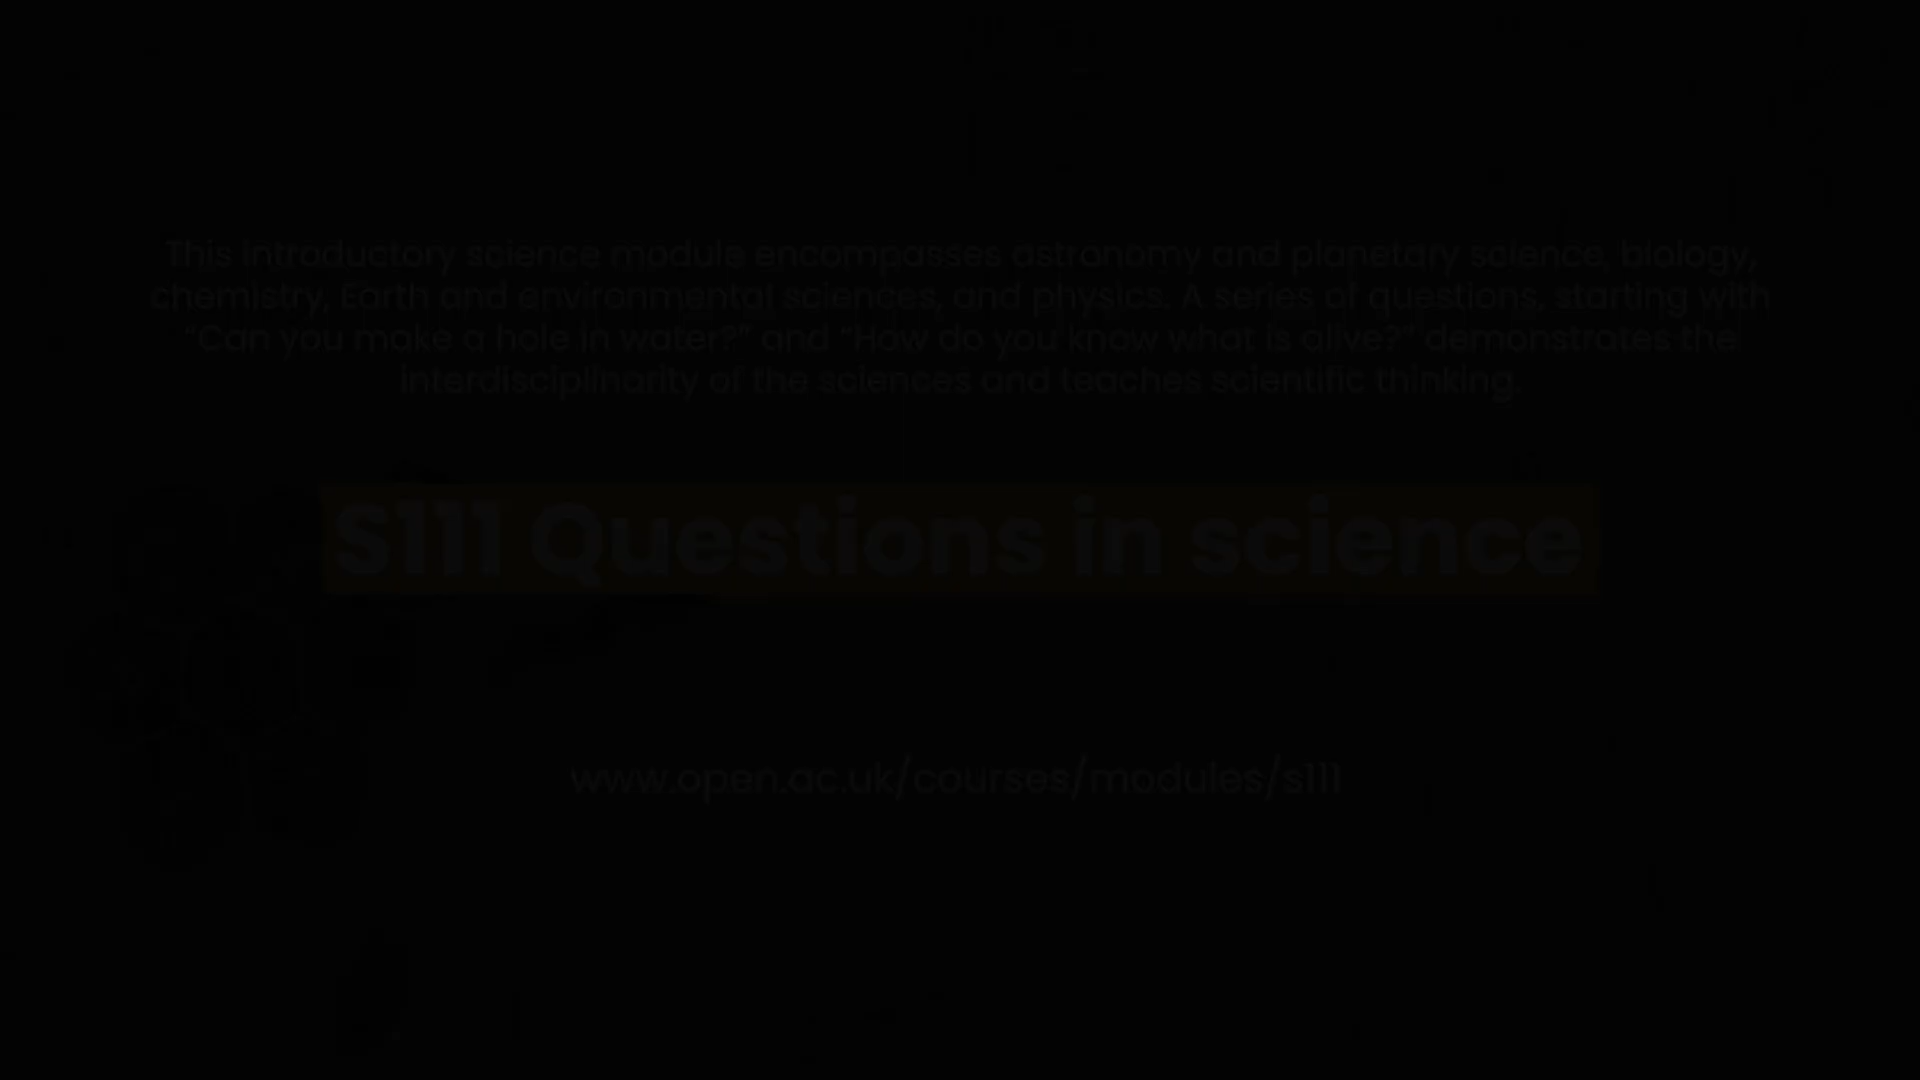 This introductory science module encompasses astronomy and planetary science, biology,
chemistry, Earth and environmental sciences, and physics. A series of questions, starting with
“Can you make a hole in water?” and “How do you know what is alive?” demonstrates the
interdisciplinarity of the sciences and teaches scientific thinking.
S111 Questions in science
www.open.ac.uk/courses/modules/s111